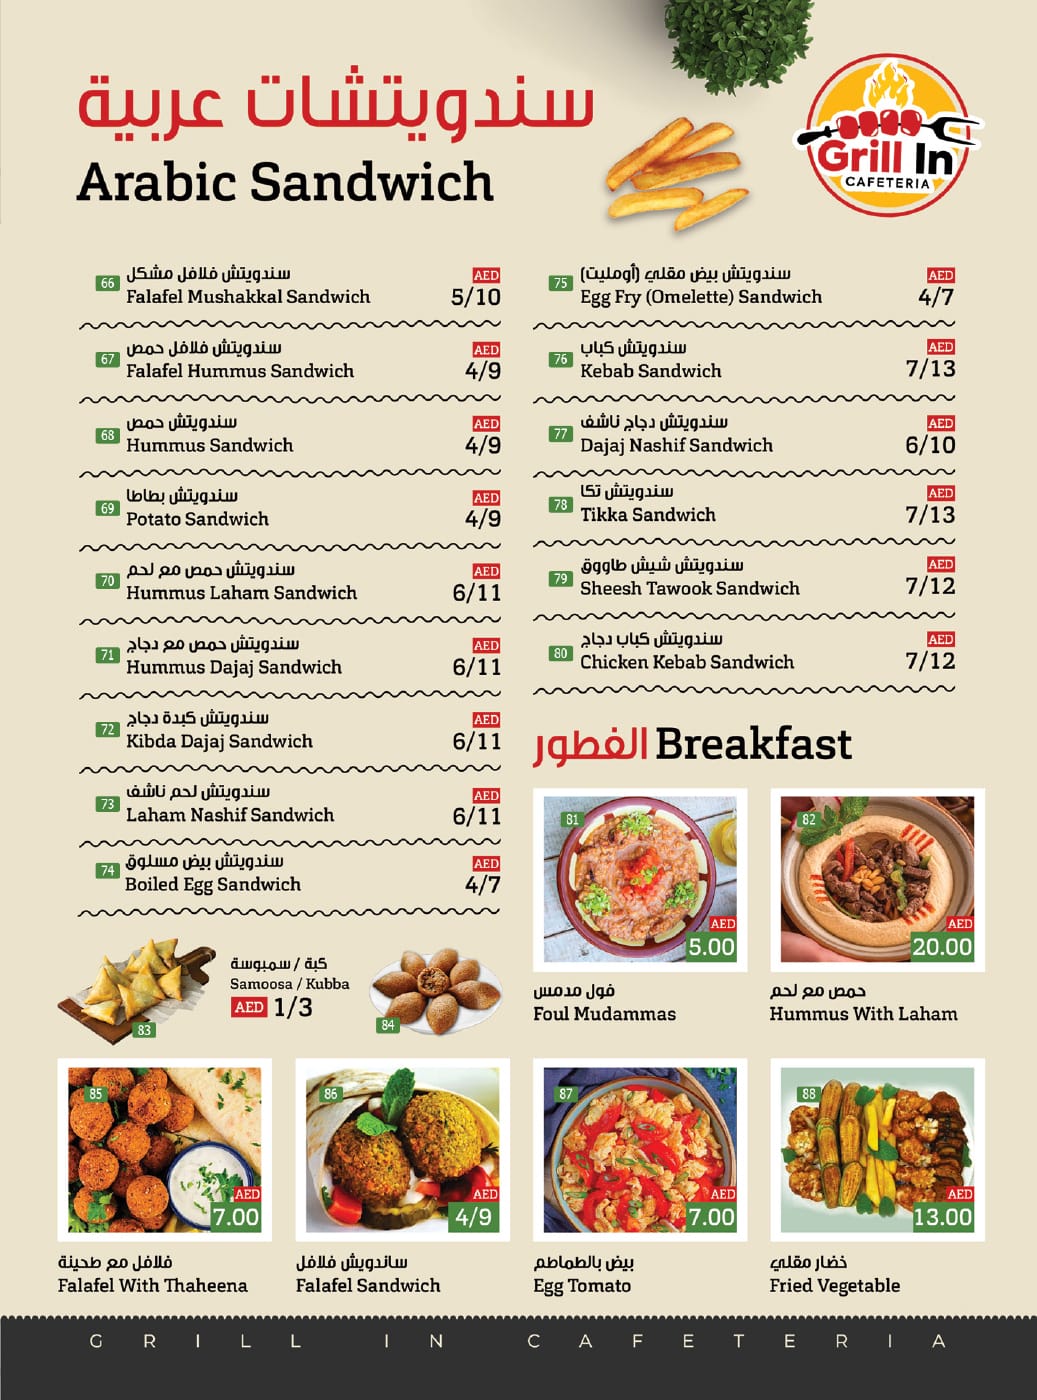 سندويتشات عربية
Arabic Sandwich
Grill In
CAFETERIA
66
سندويتش فلافل مشكل
Falafel Mushakkal Sandwich
AED
5/10
67
سندويتش فلافل حمص
Falafel Hummus Sandwich
AED
4/9
68
سندويتش حمص
Hummus Sandwich
AED
4/9
69
سندويتش بطاطا
Potato Sandwich
AED
4/9
70
سندويتش حمص مع لحم
Hummus Laham Sandwich
AED
6/11
71
سندويتش حمص مع دجاج
Hummus Dajaj Sandwich
AED
6/11
72
سندويتش كبدة دجاج
Kibda Dajaj Sandwich
AED
6/11
73
سندويتش لحم ناشف
Laham Nashif Sandwich
AED
6/11
74
سندويتش بيض مسلوق
Boiled Egg Sandwich
AED
4/7
75
سندويتش بيض مقلي (أومليت)
Egg Fry (Omelette) Sandwich
AED
4/7
76
سندويتش كباب
Kebab Sandwich
AED
7/13
77
سندويتش دجاج ناشف
Dajaj Nashif Sandwich
AED
6/10
78
سندويتش تكا
Tikka Sandwich
AED
7/13
79
سندويتش شيش طاووق
Sheesh Tawook Sandwich
AED
7/12
80
سندويتش كباب دجاج
Chicken Kebab Sandwich
AED
7/12
الفطور Breakfast
81
AED
5.00
فول مدمس
Foul Mudammas
82
AED
20.00
حمص مع لحم
Hummus With Laham
كبة / سمبوسة
Samoosa / Kubba
AED 1/3
83
84
85
AED
7.00
فلافل مع طحينة
Falafel With Thaheena
86
AED
4/9
ساندويش فلافل
Falafel Sandwich
87
AED
7.00
بيض بالطماطم
Egg Tomato
88
AED
13.00
خضار مقلي
Fried Vegetable
GRILL IN CAFETERIA